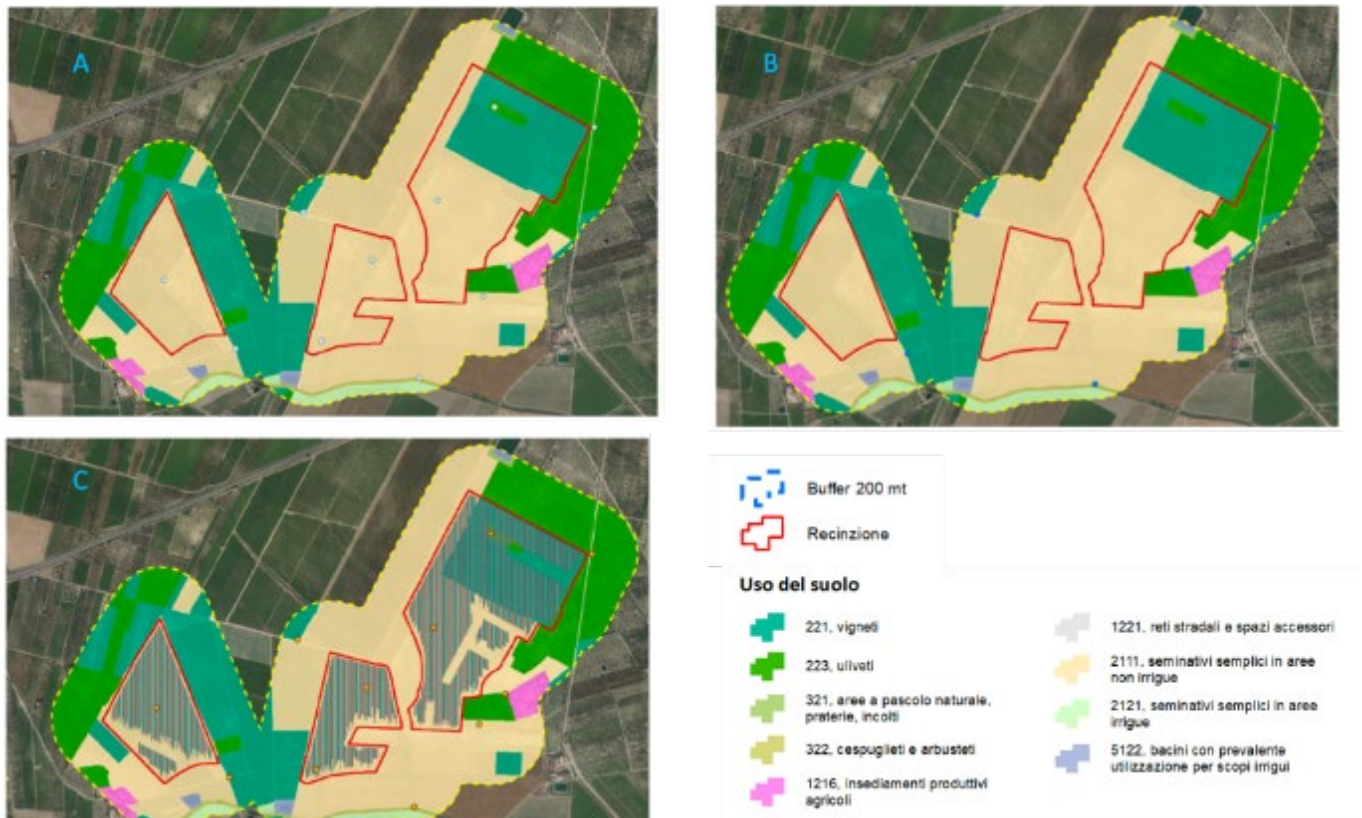 A
B
C
Buffer 200 mt
Recinzione
Uso del suolo
221, vigneti
223, uliveti
321, aree a pascolo naturale,
praterie, incolti
322, cespuglieti e arbusteti
1216, insediamenti produttivi
agricoli
1221, reti stradali e spazi accessori
2111, seminativi semplici in aree
non irrigue
2121, seminativi semplici in aree
irrigue
5122, bacini con prevalente
utilizzazione per scopi irrigui